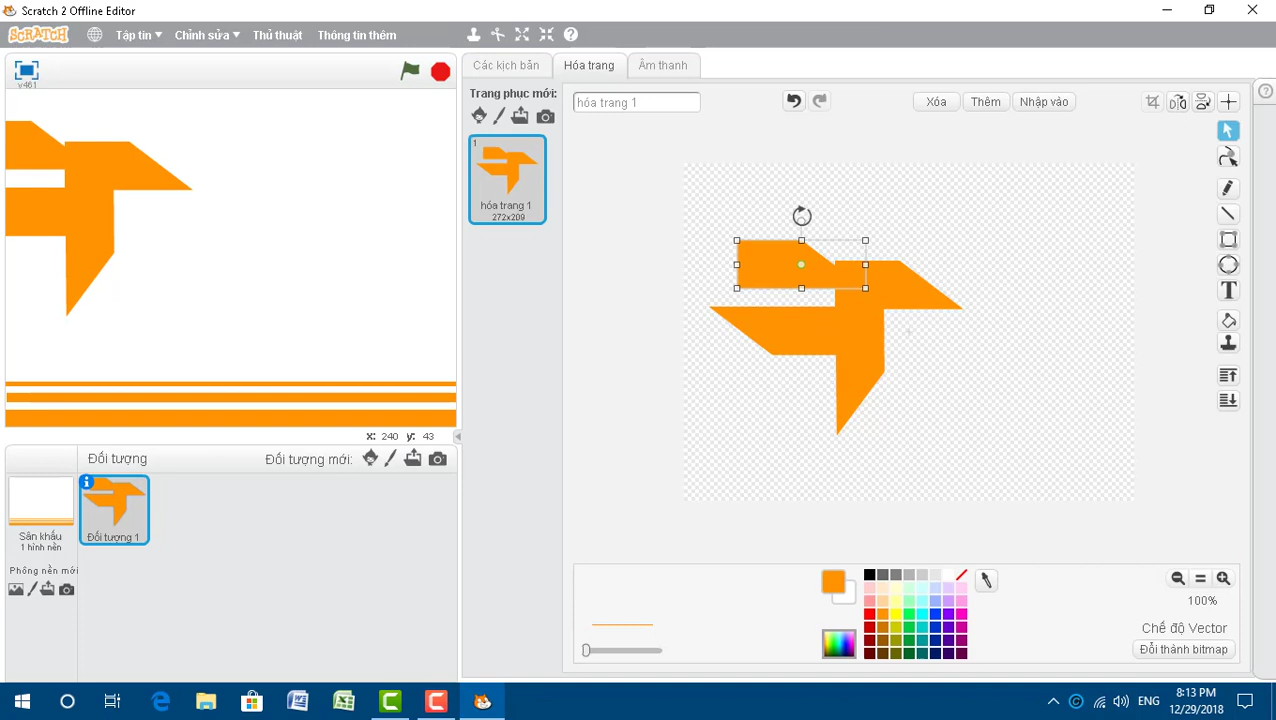 Scratch 2 Offline Editor
SCRATCH
Tập tin
Chỉnh sửa
Thủ thuật
Thông tin thêm
v461
Các kịch bản
Hóa trang
Âm thanh
Trang phục mới:
hóa trang 1
Xóa
Thêm
Nhập vào
1
hóa trang 1
272x209
T
x: 240 y: 43
Đối tượng
Đối tượng mới:
Sân khấu
1 hình nền
Đối tượng 1
Phông nền mới
100%
Chế độ Vector
Đổi thành bitmap
ENG
8:13 PM
12/29/2018